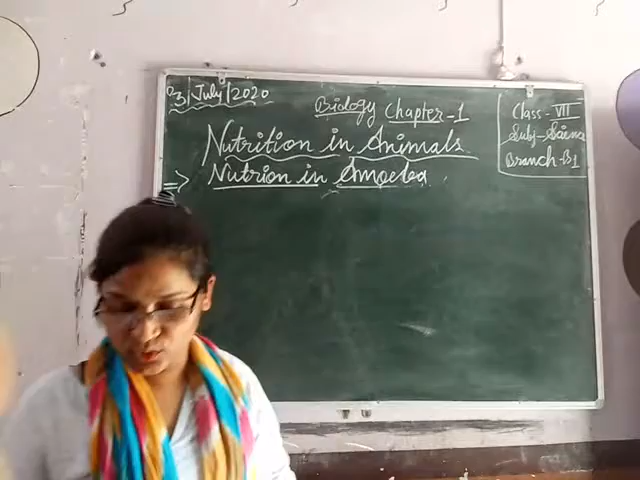 03|July|2020
Biology Chapter-1
Class-VII
Subj-Science
Branch-B1
Nutrition in Animals
=> Nutrion in Amoeba